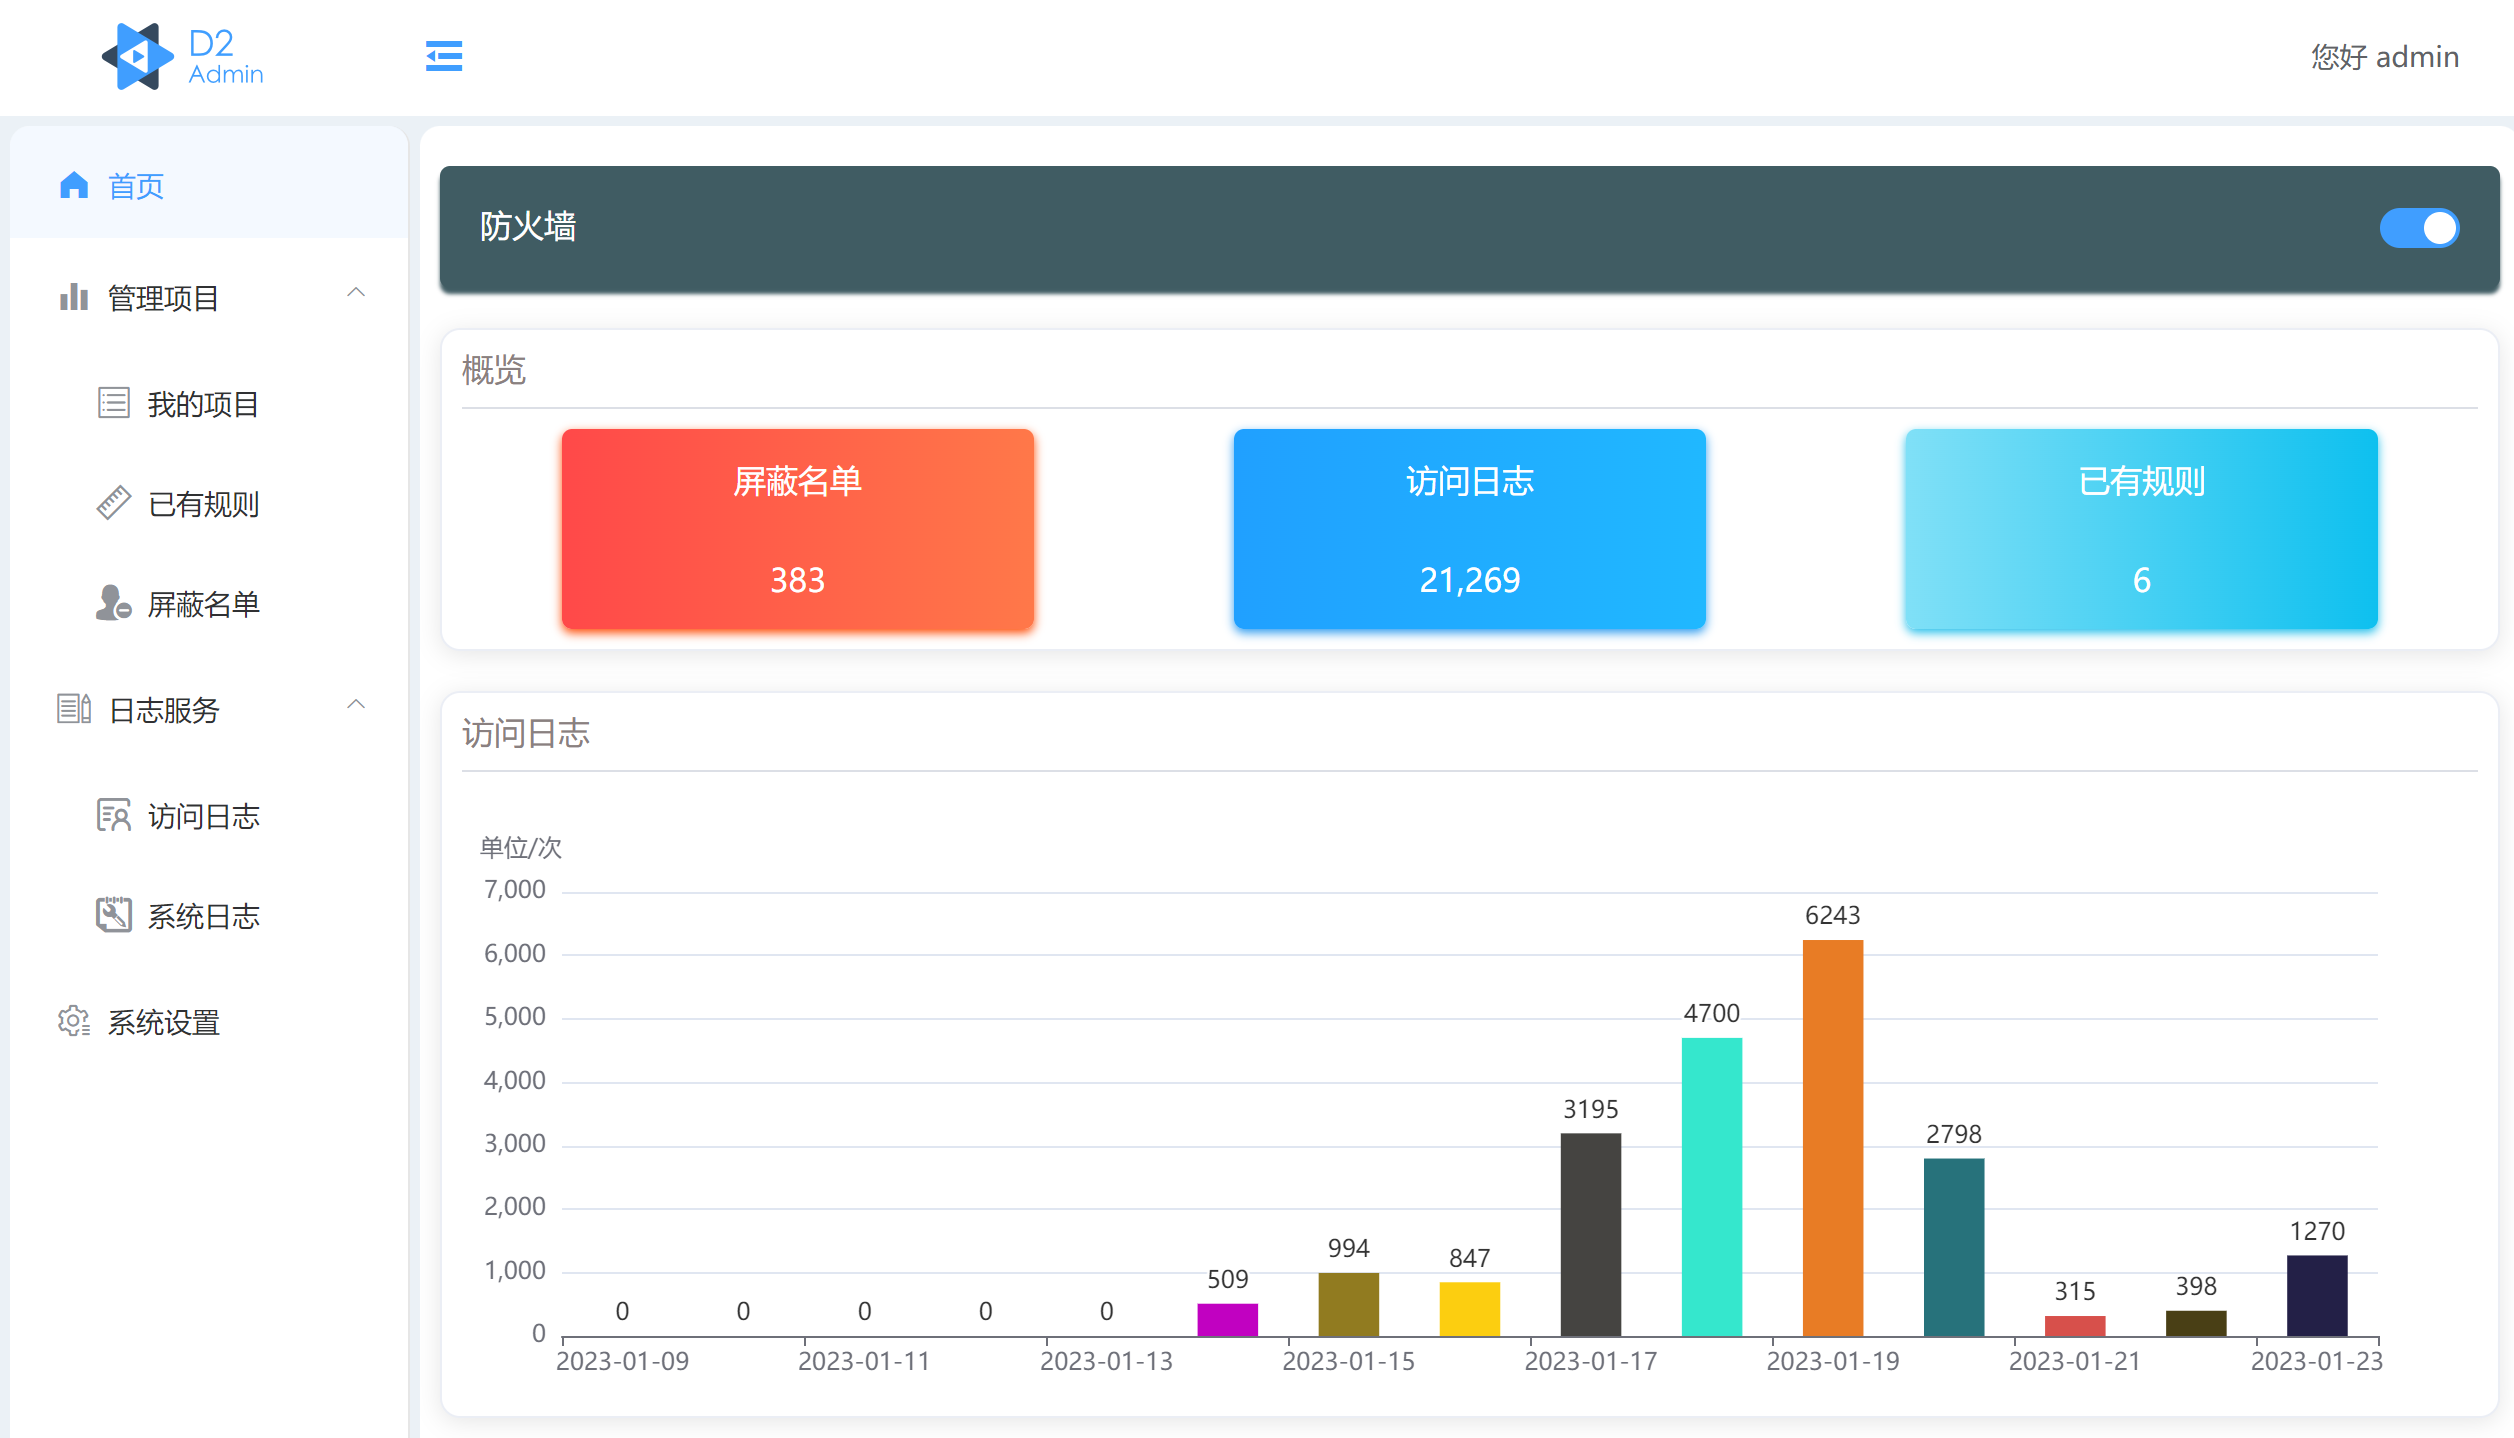 D2
Admin
您好 admin
首页
管理项目
我的项目
已有规则
屏蔽名单
日志服务
访问日志
系统日志
系统设置
防火墙
概览
屏蔽名单
383
访问日志
21,269
已有规则
6
访问日志
单位/次
7,000
6,000
5,000
4,000
3,000
2,000
1,000
0
0 0 0 0 0 509 994 847 3195 4700 6243 2798 315 398 1270
2023-01-09 2023-01-11 2023-01-13 2023-01-15 2023-01-17 2023-01-19 2023-01-21 2023-01-23